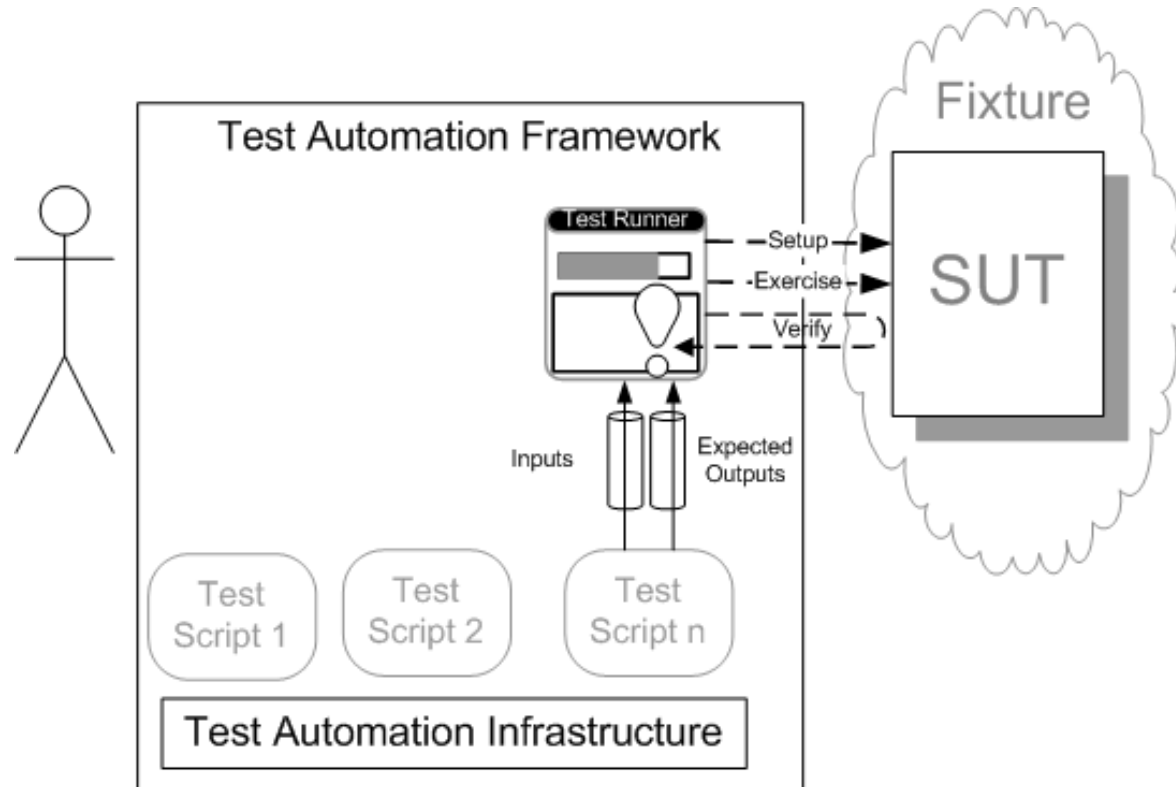 Fixture
Test Automation Framework
Test Runner
Setup
Exercise
Verify
SUT
Inputs
Expected
Outputs
Test
Script 1
Test
Script 2
Test
Script n
Test Automation Infrastructure